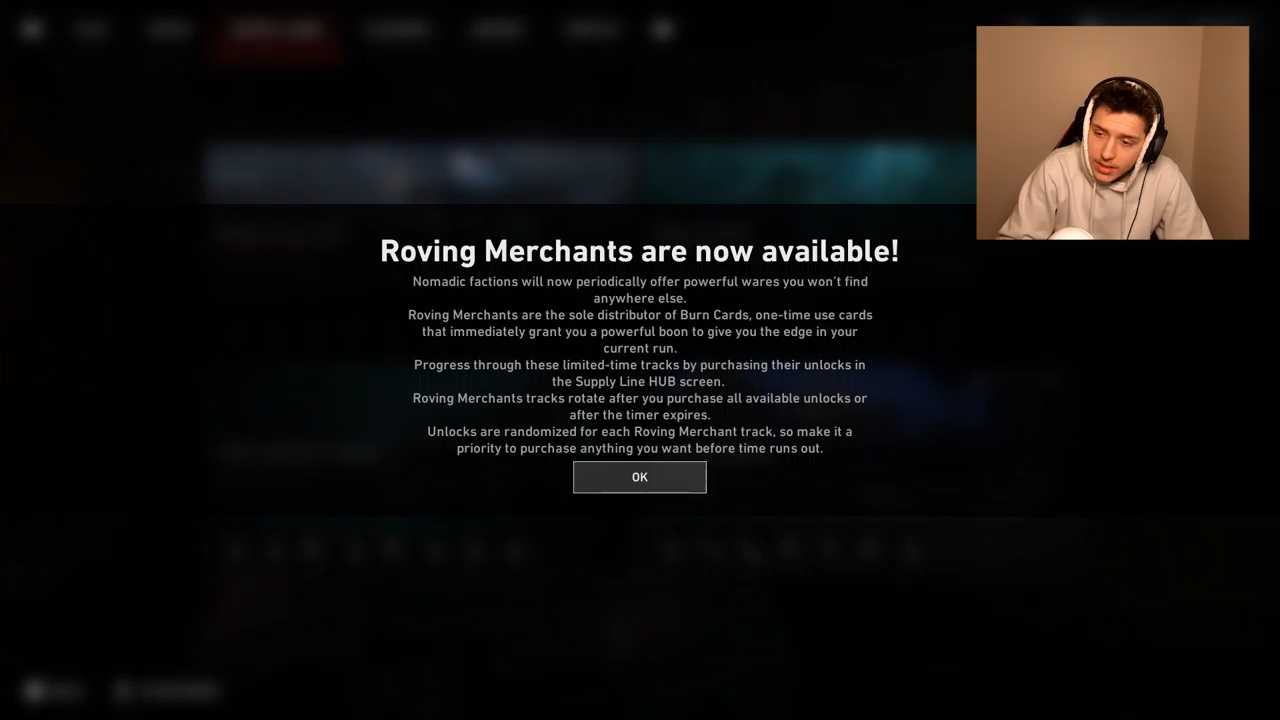 Roving Merchants are now available!
Nomadic factions will now periodically offer powerful wares you won't find
anywhere else.
Roving Merchants are the sole distributor of Burn Cards, one-time use cards
that immediately grant you a powerful boon to give you the edge in your
current run.
Progress through these limited-time tracks by purchasing their unlocks in
the Supply Line HUB screen.
Roving Merchants tracks rotate after you purchase all available unlocks or
after the timer expires.
Unlocks are randomized for each Roving Merchant track, so make it a
priority to purchase anything you want before time runs out.
OK